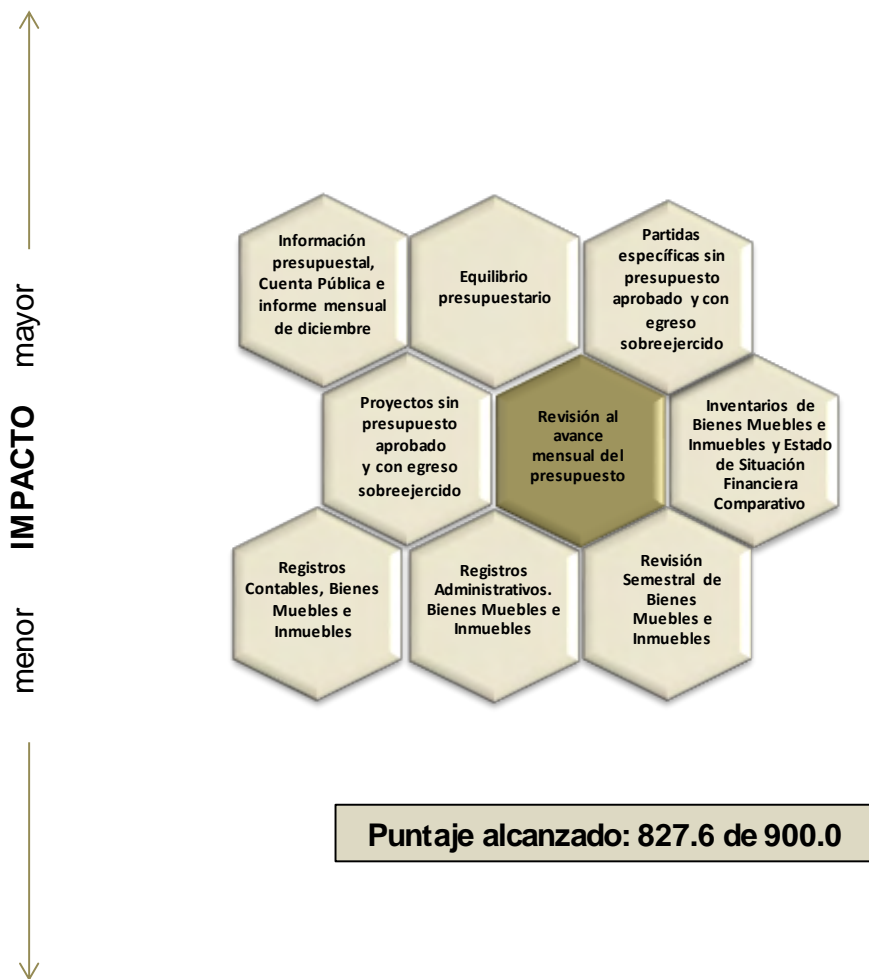 mayor
IMPACTO
menor
Información
presupuestal,
Cuenta Pública e
informe mensual
de diciembre
Equilibrio
presupuestario
Partidas
específicas sin
presupuesto
aprobado y con
egreso
sobreejercido
Proyectos sin
presupuesto
aprobado
y con egreso
sobreejercido
Revisión al
avance
mensual del
presupuesto
Inventarios de
Bienes Muebles e
Inmuebles y Estado
de Situación
Financiera
Comparativo
Registros
Contables, Bienes
Muebles e
Inmuebles
Registros
Administrativos.
Bienes Muebles e
Inmuebles
Revisión
Semestral de
Bienes
Muebles e
Inmuebles
Puntaje alcanzado: 827.6 de 900.0